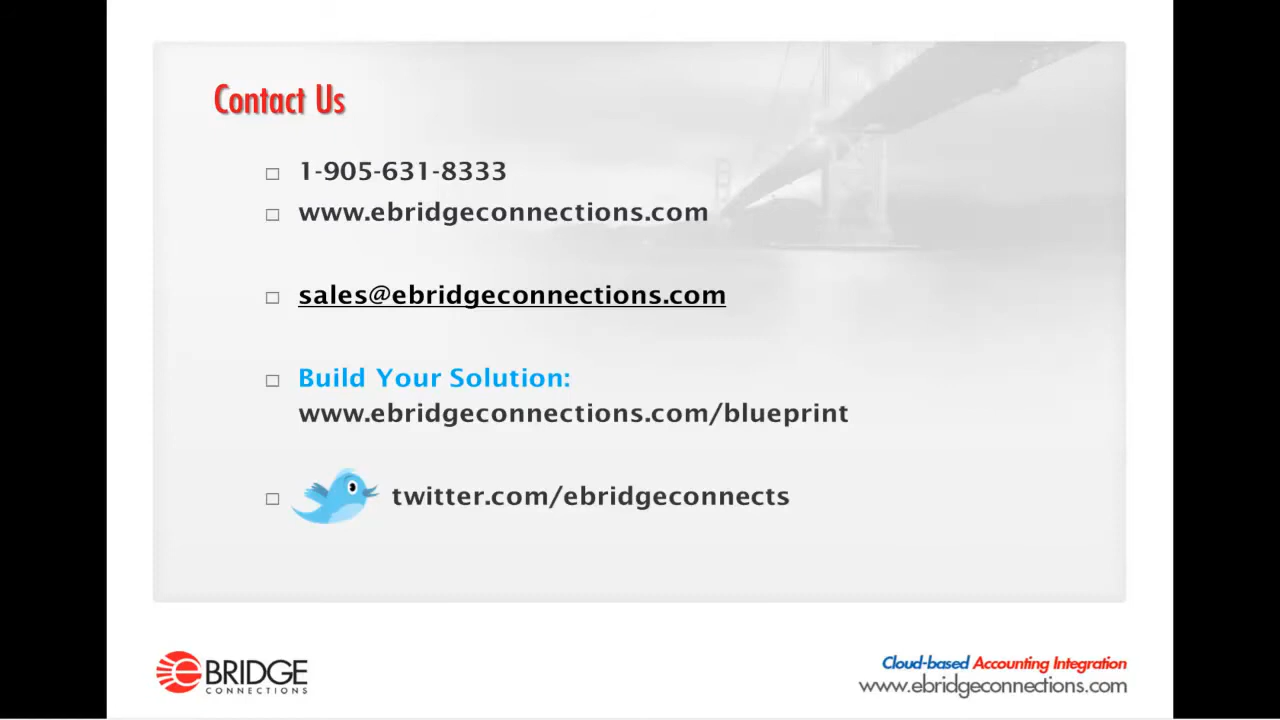 Contact Us
1-905-631-8333
www.ebridgeconnections.com
sales@ebridgeconnections.com
Build Your Solution:
www.ebridgeconnections.com/blueprint
twitter.com/ebridgeconnects
eBRIDGE
CONNECTIONS
Cloud-based Accounting Integration
www.ebridgeconnections.com